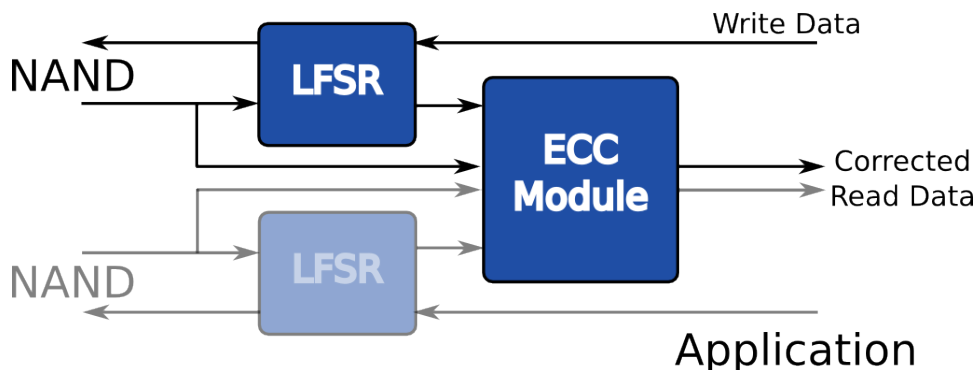 Write Data
NAND
LFSR
ECC
Module
Corrected
Read Data
LFSR
NAND
Application